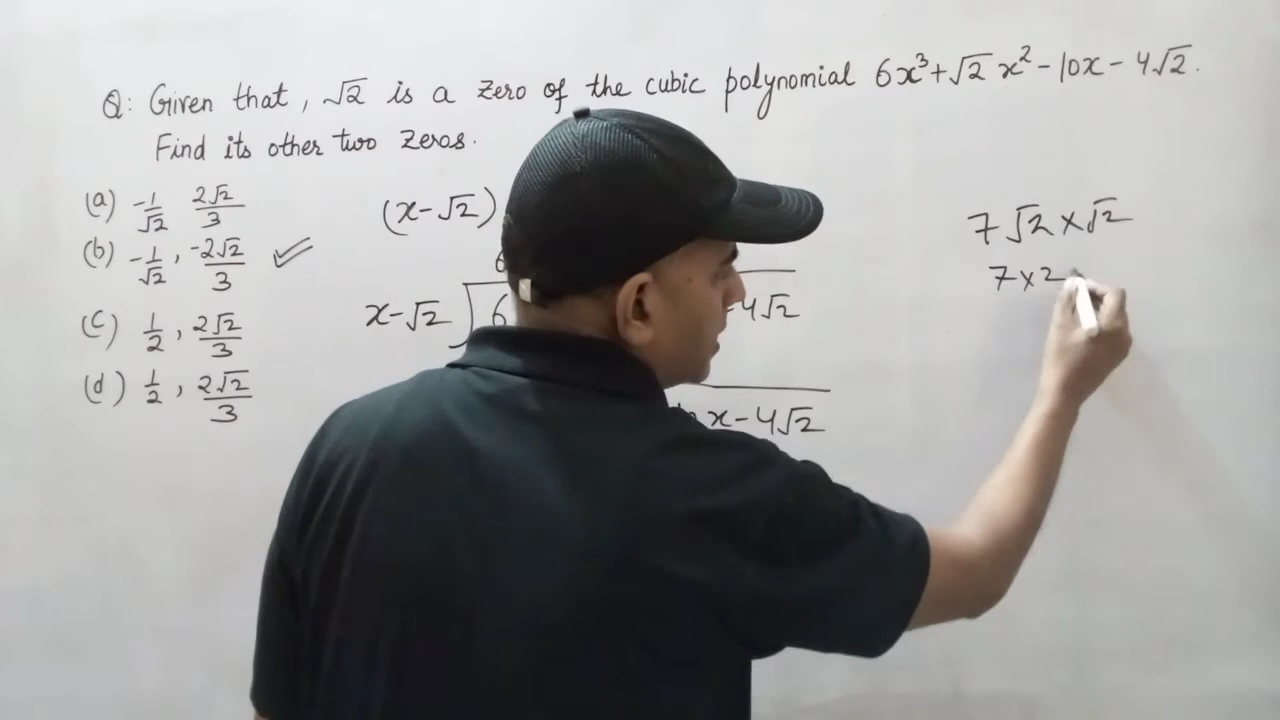 Q: Given that, √2 is a zero of the cubic polynomial 6x³+√2 x²-10x-4√2.
Find its other two zeros.
(a) -1/√2 2√2/3
(b) -1/√2, -2√2/3 ✓
(c) 1/2, 2√2/3
(d) 1/2, 2√2/3
(x-√2)
6
x-√2) 6 -4√2
x-4√2
7√2×√2
7×2